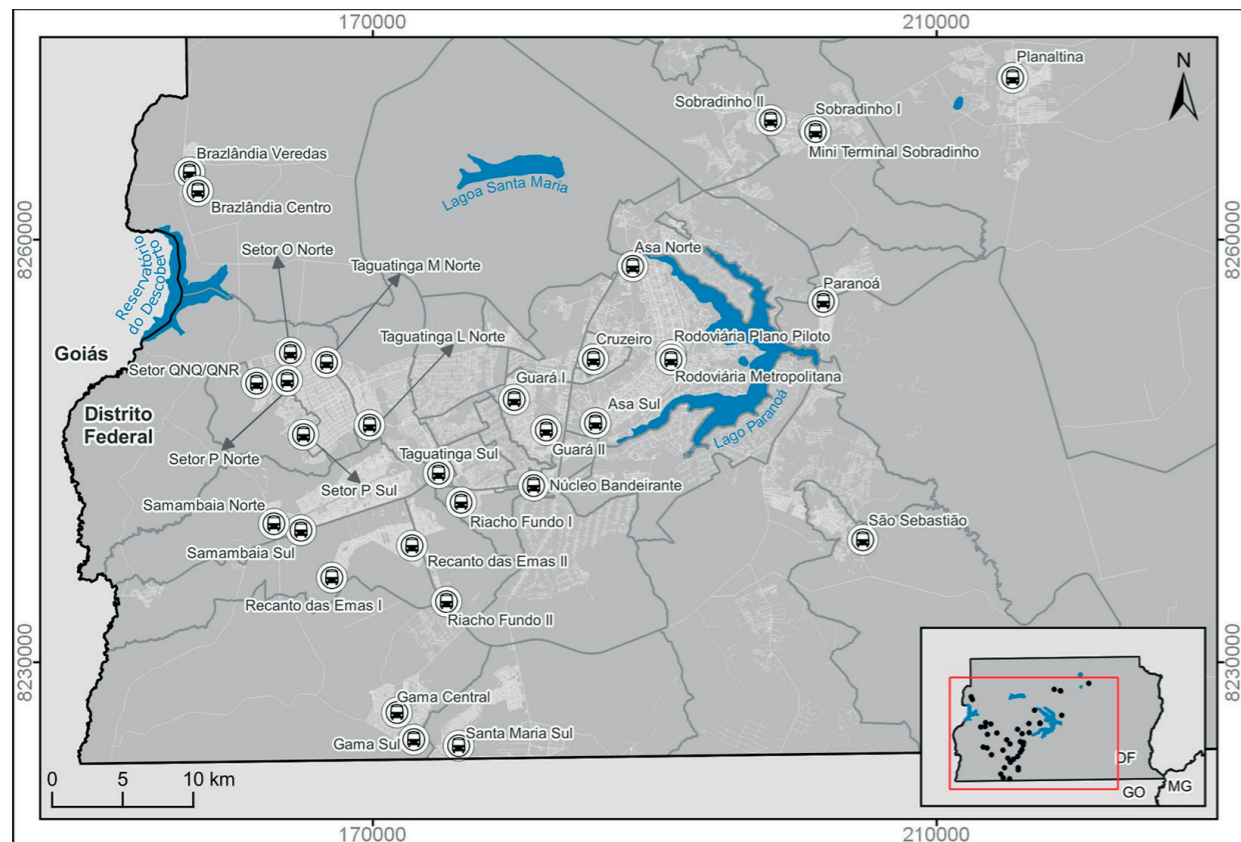 170000
210000
Planaltina
N
Sobradinho II
Sobradinho I
Mini Terminal Sobradinho
Brazlândia Veredas
Lagoa Santa Maria
Brazlândia Centro
8260000
8260000
Setor O Norte
Asa Norte
Taguatinga M Norte
Reservatório
do Descoberto
Paranoá
Taguatinga L Norte
Cruzeiro
Rodoviária Plano Piloto
Goiás
Setor QNQ/QNR
Guará I
Rodoviária Metropolitana
Distrito
Federal
Asa Sul
Lago Paranoá
Guará II
Setor P Norte
Taguatinga Sul
Setor P Sul
Núcleo Bandeirante
Samambaia Norte
Riacho Fundo I
São Sebastião
Samambaia Sul
Recanto das Emas II
Recanto das Emas I
Riacho Fundo II
8230000
8230000
Gama Central
Gama Sul
Santa Maria Sul
0 5 10 km
DF
GO
MG
170000
210000